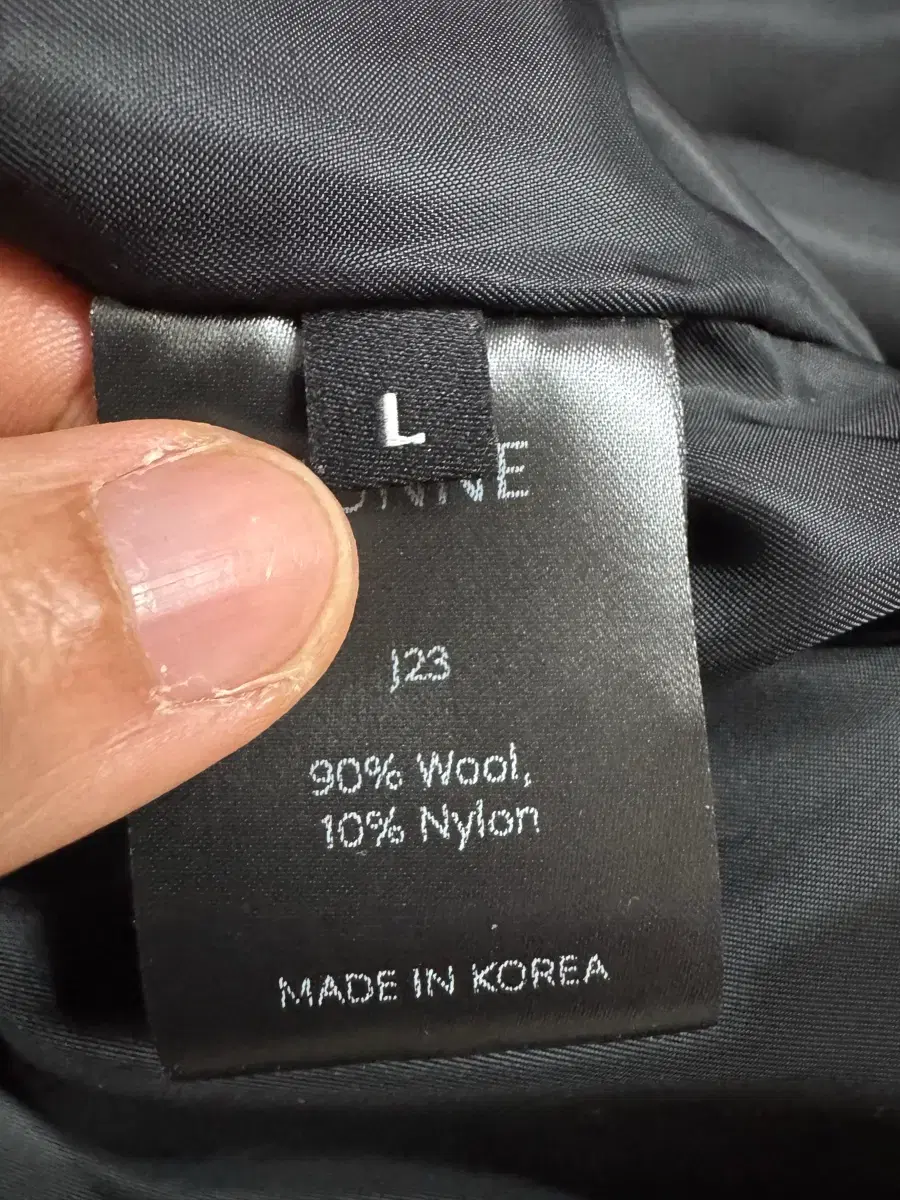 L
J23
90% Wool,
10% Nylon
MADE IN KOREA